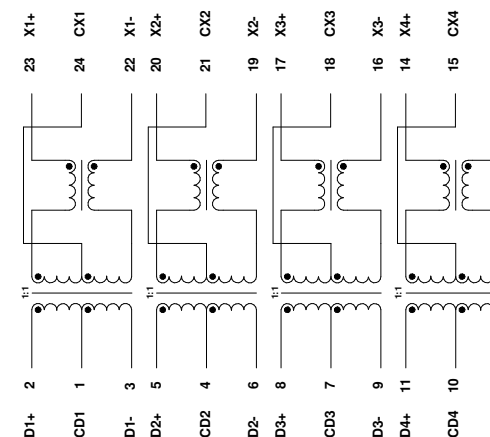 X1+ CX1 X1- X2+ CX2 X2- X3+ CX3 X3- X4+ CX4
23 24 22 20 21 19 17 18 16 14 15
1:1 1:1 1:1 1:1
2 1 3 5 4 6 8 7 9 11 10
D1+ CD1 D1- D2+ CD2 D2- D3+ CD3 D3- D4+ CD4